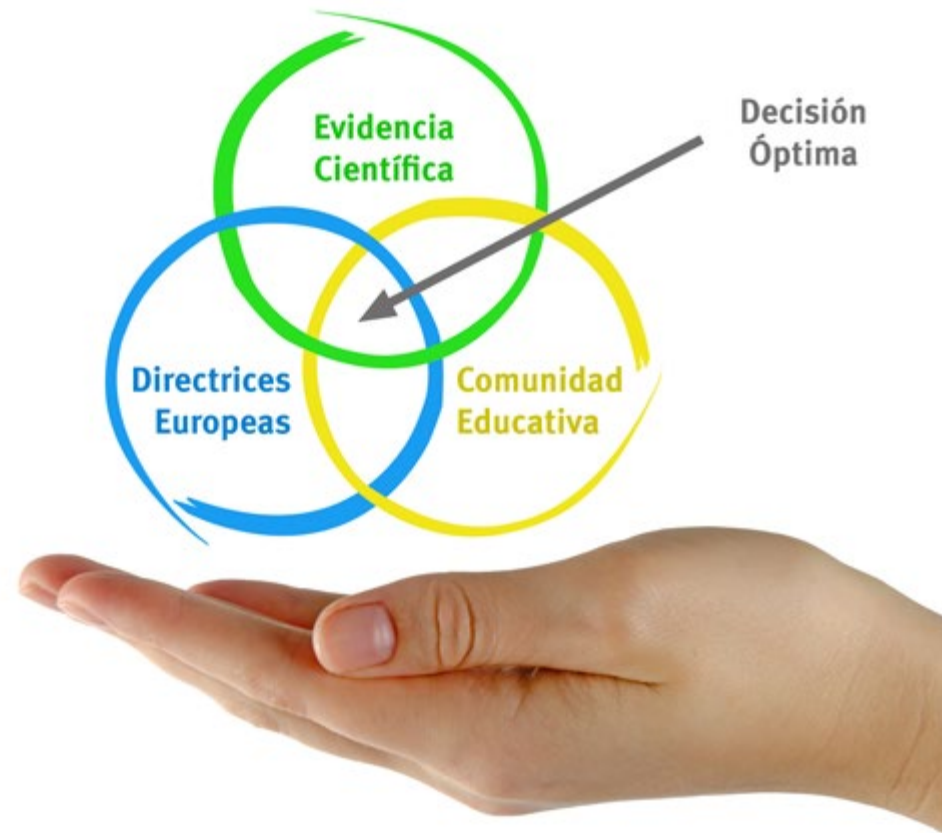 Evidencia
Científica
Decisión
Óptima
Directrices
Europeas
Comunidad
Educativa